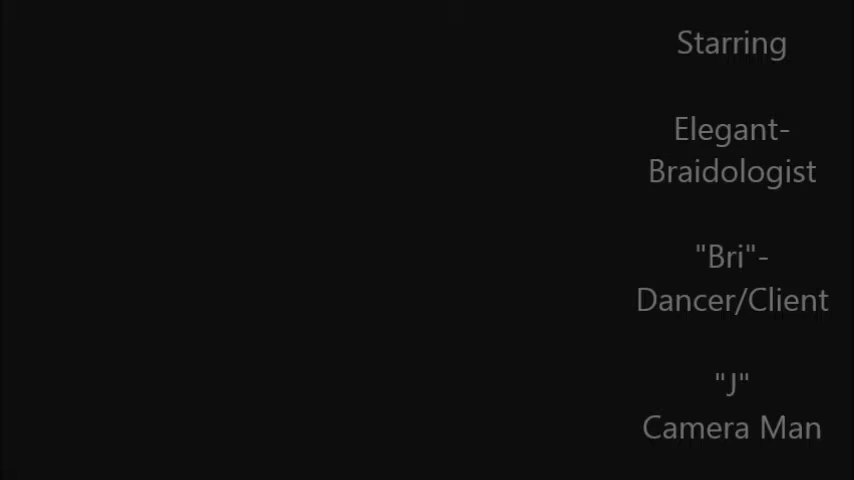 Starring
Elegant-
Braidologist
"Bri"-
Dancer/Client
"J"
Camera Man